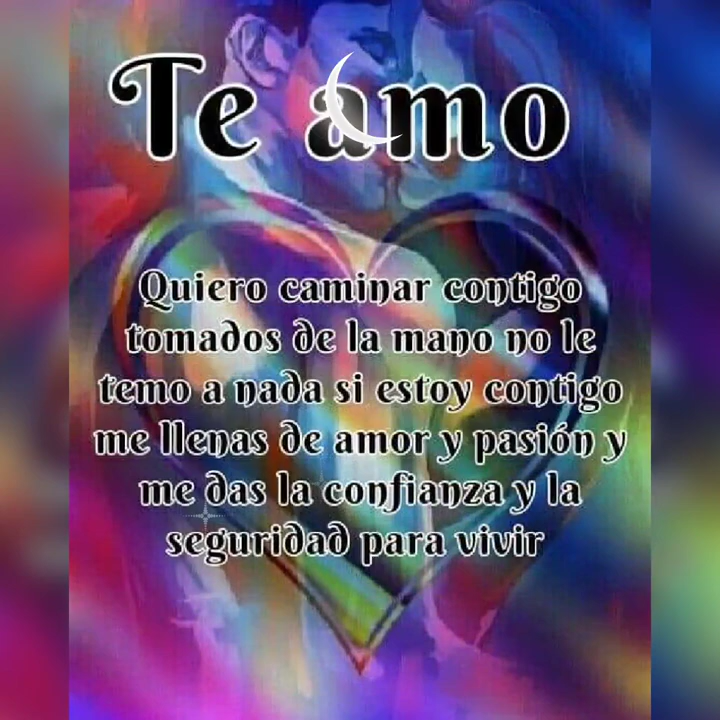 Te amo
Quiero caminar contigo
tomados de la mano no le
temo a nada si estoy contigo
me llenas de amor y pasión y
me das la confianza y la
seguridad para vivir